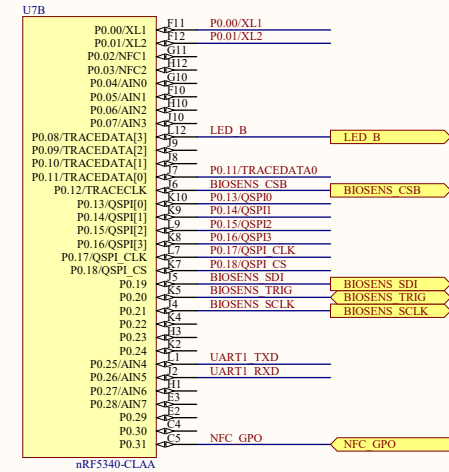 U7B
P0.00/XL1 F11 P0.00/XL1
P0.01/XL2 F12 P0.01/XL2
P0.02/NFC1 G11
P0.03/NFC2 H12
P0.04/AIN0 G10
P0.05/AIN1 F10
P0.06/AIN2 H10
P0.07/AIN3 J10
P0.08/TRACEDATA[3] L12 LED_B LED_B
P0.09/TRACEDATA[2] J9
P0.10/TRACEDATA[1] J8
P0.11/TRACEDATA[0] J7 P0.11/TRACEDATA0
P0.12/TRACECLK J6 BIOSENS_CSB BIOSENS_CSB
P0.13/QSPI[0] K10 P0.13/QSPI0
P0.14/QSPI[1] K9 P0.14/QSPI1
P0.15/QSPI[2] L9 P0.15/QSPI2
P0.16/QSPI[3] K8 P0.16/QSPI3
P0.17/QSPI_CLK L7 P0.17/QSPI_CLK
P0.18/QSPI_CS K7 P0.18/QSPI_CS
P0.19 J5 BIOSENS_SDI BIOSENS_SDI
P0.20 K5 BIOSENS_TRIG BIOSENS_TRIG
P0.21 J4 BIOSENS_SCLK BIOSENS_SCLK
P0.22 K4
P0.23 H3
P0.24 K2
P0.25/AIN4 L1 UART1_TXD
P0.26/AIN5 J2 UART1_RXD
P0.27/AIN6 H1
P0.28/AIN7 E3
P0.29 E2
P0.30 C4
P0.31 C5 NFC_GPO NFC_GPO
nRF5340-CLAA